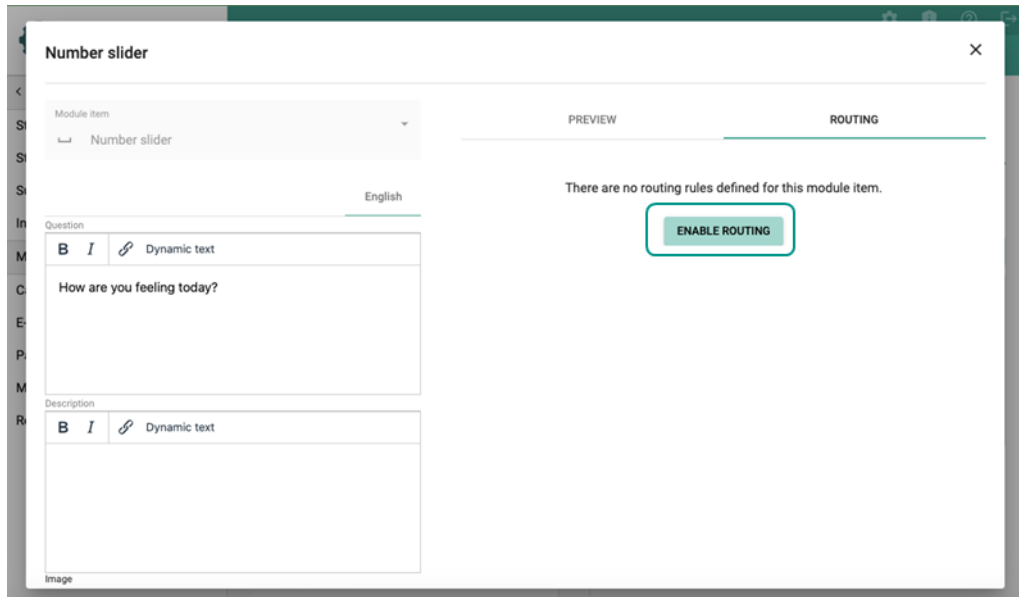 Number slider
Module item
Number slider
PREVIEW
ROUTING
There are no routing rules defined for this module item.
ENABLE ROUTING
English
Question
B I Dynamic text
How are you feeling today?
Description
B I Dynamic text
Image